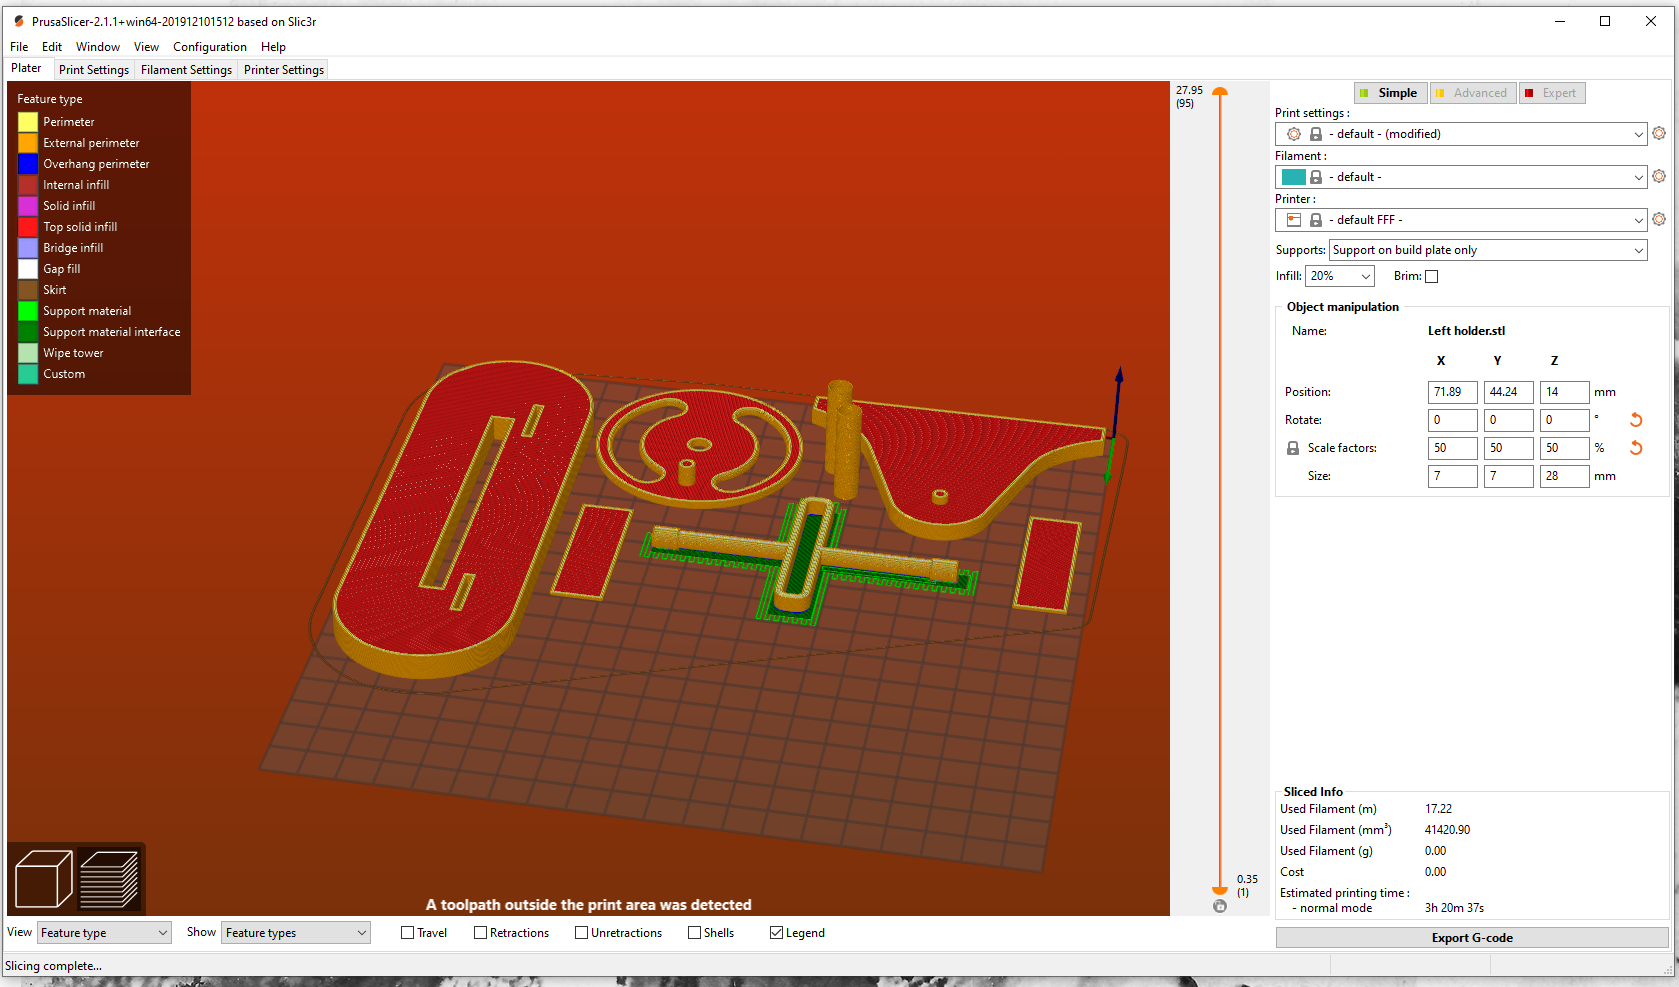 PrusaSlicer-2.1.1+win64-201912101512 based on Slic3r
File Edit Window View Configuration Help
Plater Print Settings Filament Settings Printer Settings
Feature type
Perimeter
External perimeter
Overhang perimeter
Internal infill
Solid infill
Top solid infill
Bridge infill
Gap fill
Skirt
Support material
Support material interface
Wipe tower
Custom
A toolpath outside the print area was detected
27.95
(95)
0.35
(1)
Simple Advanced Expert
Print settings :
- default - (modified)
Filament :
- default -
Printer :
- default FFF -
Supports: Support on build plate only
Infill: 20% Brim:
Object manipulation
Name: Left holder.stl
X Y Z
Position: 71.89 44.24 14 mm
Rotate: 0 0 0 °
Scale factors: 50 50 50 %
Size: 7 7 28 mm
Sliced Info
Used Filament (m) 17.22
Used Filament (mm³) 41420.90
Used Filament (g) 0.00
Cost 0.00
Estimated printing time :
- normal mode 3h 20m 37s
Export G-code
View Feature type Show Feature types Travel Retractions Unretractions Shells Legend
Slicing complete...